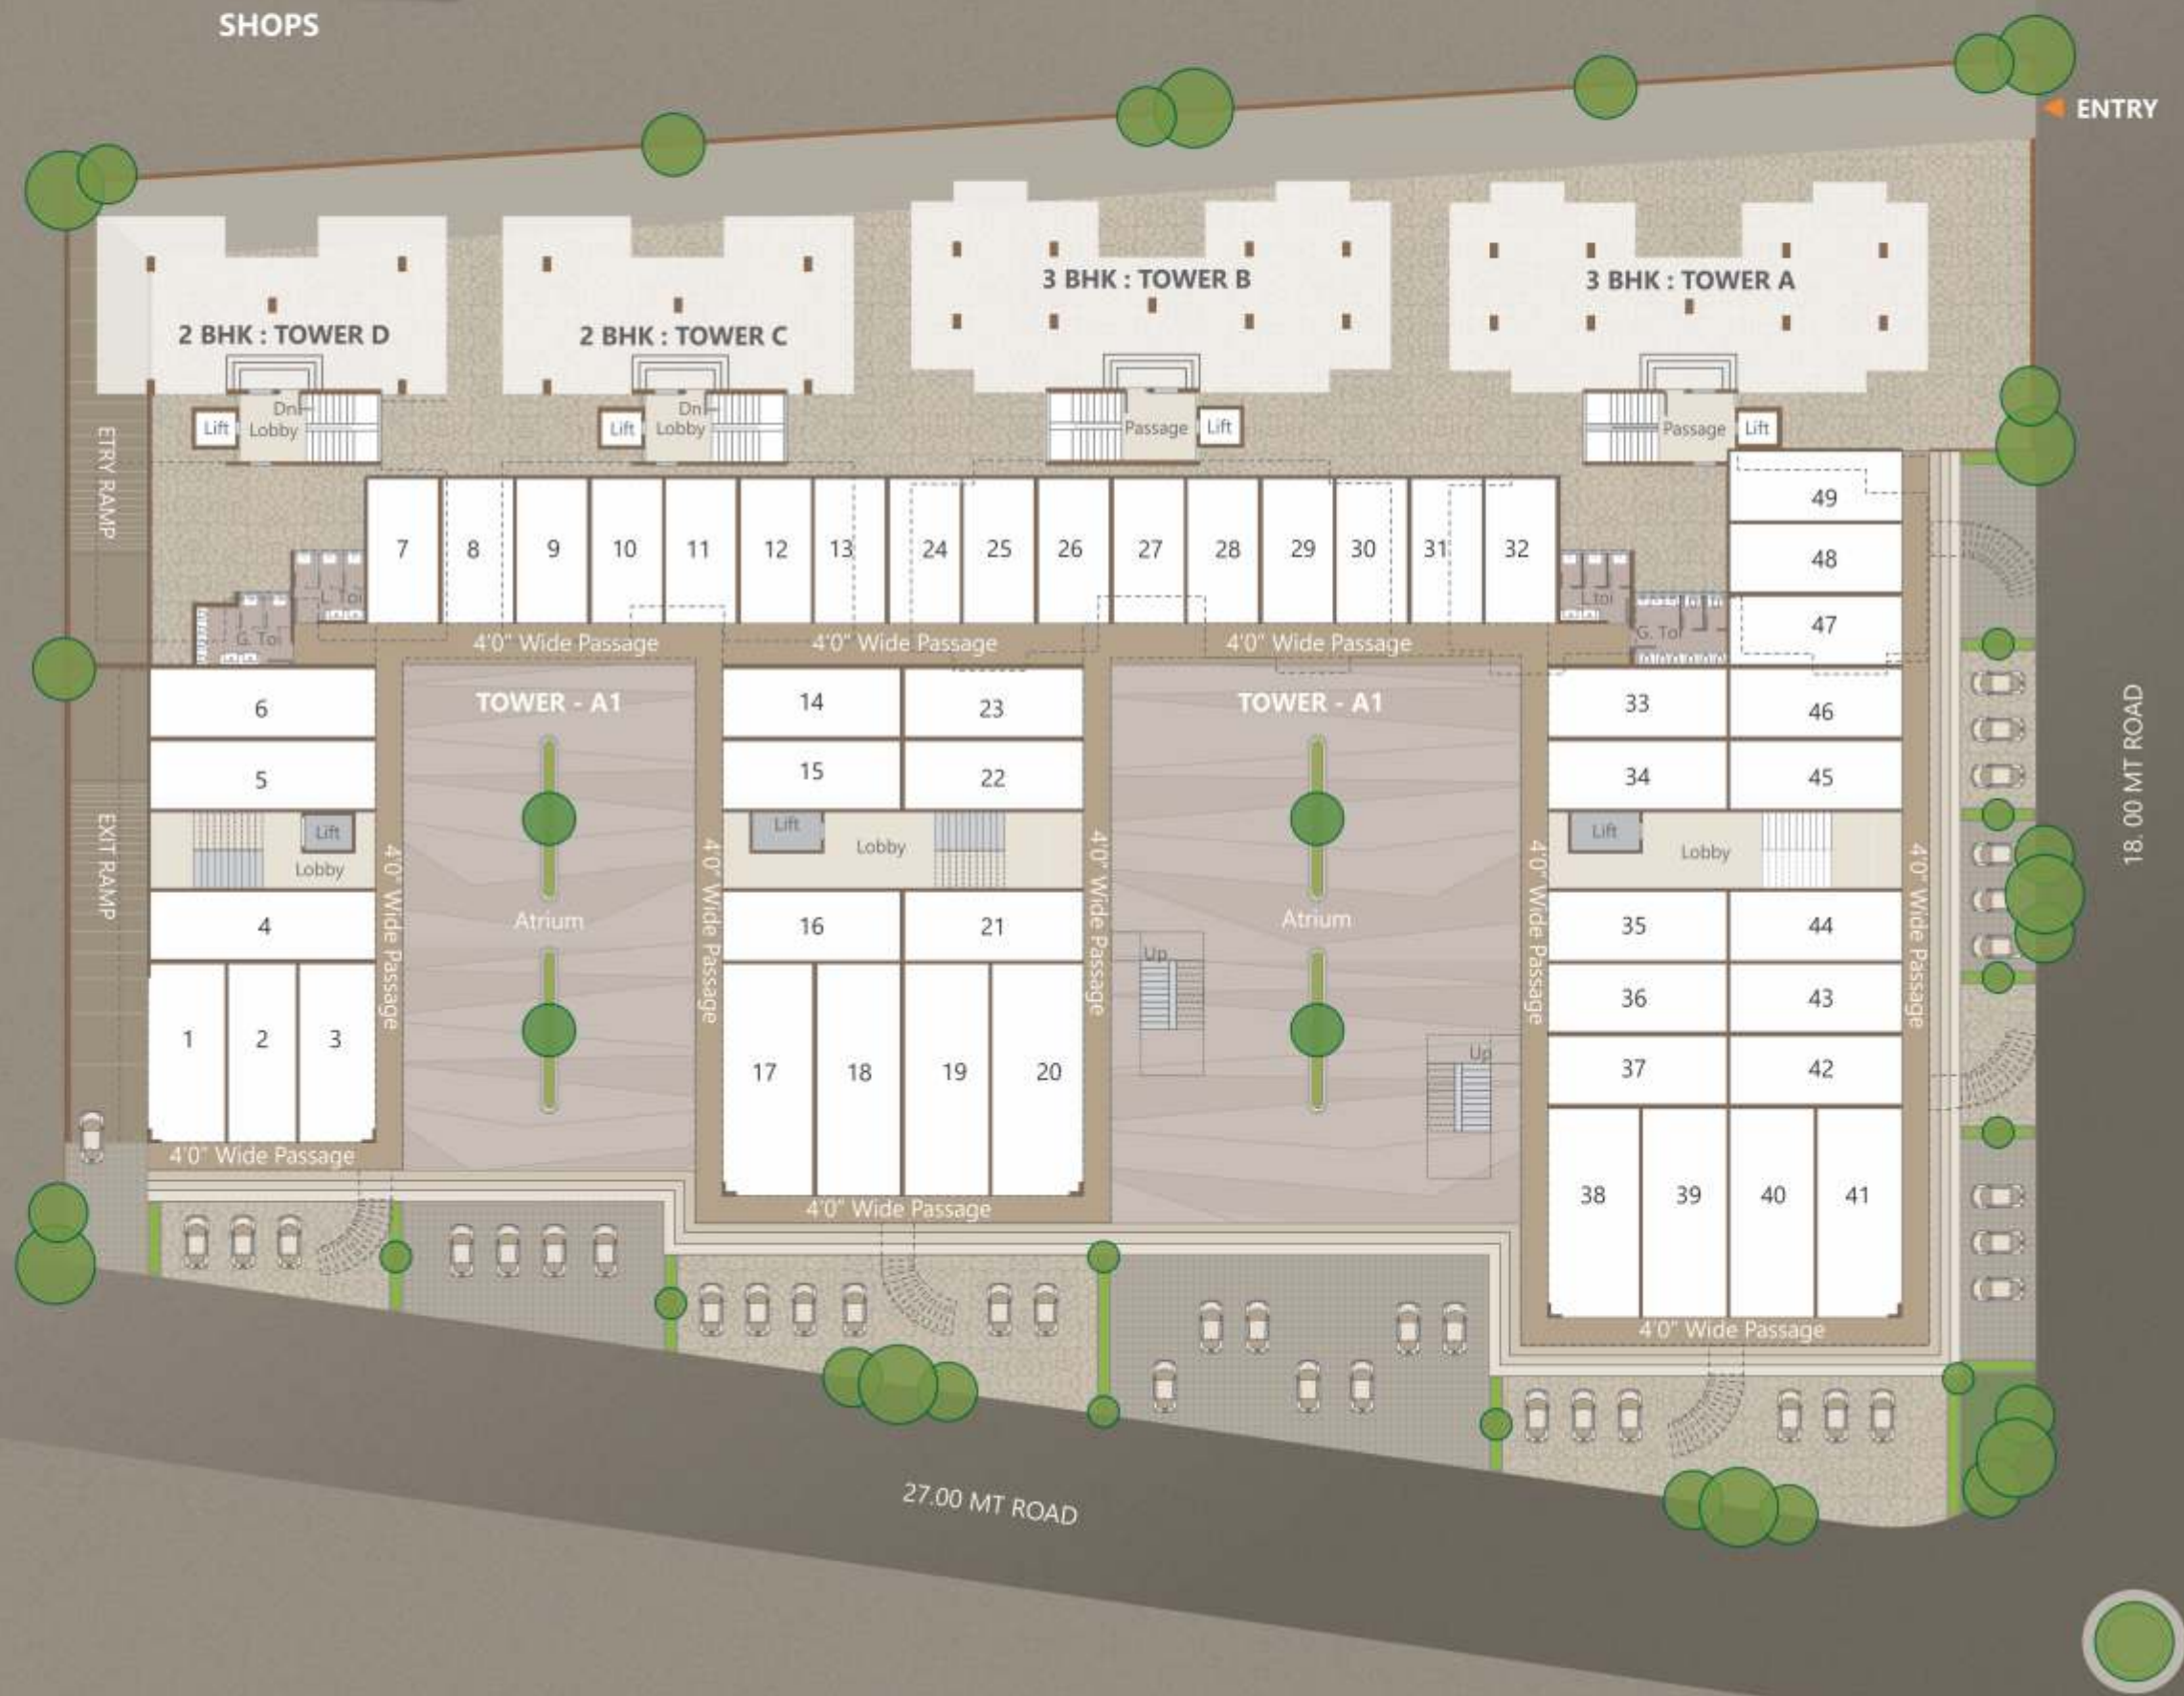 SHOPS
ENTRY
3 BHK : TOWER B
3 BHK : TOWER A
2 BHK : TOWER D
2 BHK : TOWER C
Dn
Lift
Lobby
Dn
Lift
Lobby
Passage
Lift
Passage
Lift
ETRY RAMP
49
48
47
7
8
9
10
11
12
13
24
25
26
27
28
29
30
31
32
L. Toi
G. Toi
L.toi
G. Toi
4'0" Wide Passage
4'0" Wide Passage
4'0" Wide Passage
TOWER - A1
TOWER - A1
6
5
14
23
15
22
33
46
34
45
18. 00 MT ROAD
EXIT RAMP
Lift
Lobby
Lift
Lobby
Lift
Lobby
4'0" Wide Passage
4'0" Wide Passage
4'0" Wide Passage
4'0" Wide Passage
4'0" Wide Passage
Atrium
Atrium
4
16
21
35
44
Up
36
43
1
2
3
Up
37
42
17
18
19
20
4'0" Wide Passage
38
39
40
41
4'0" Wide Passage
4'0" Wide Passage
27.00 MT ROAD